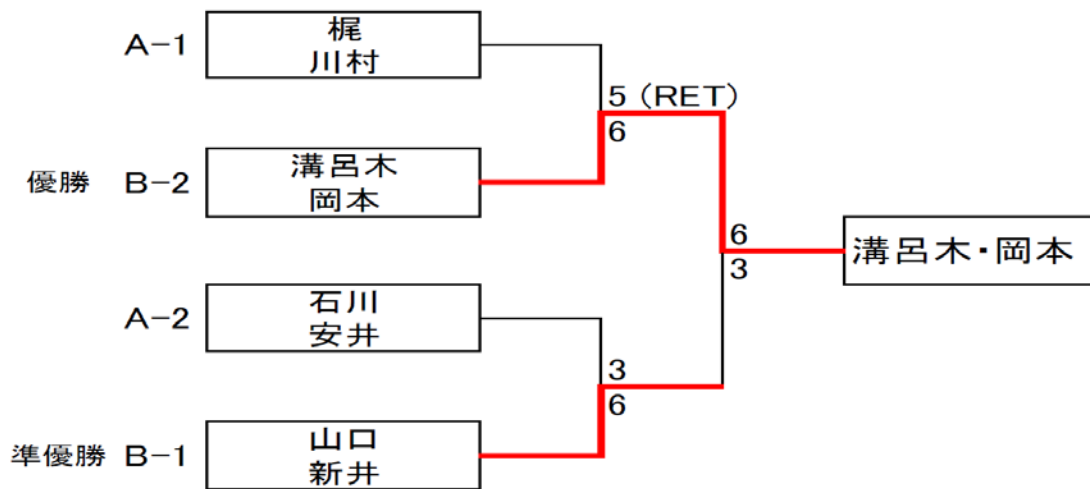 A-1
梶
川村
5 (RET)
6
優勝 B-2
溝呂木
岡本
6
3
溝呂木・岡本
A-2
石川
安井
3
6
準優勝 B-1
山口
新井